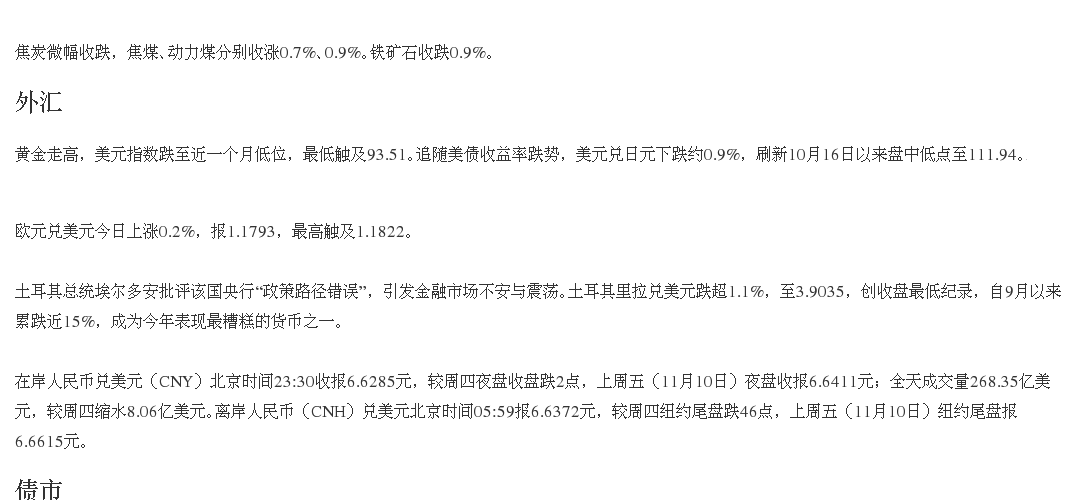 焦炭微幅收跌，焦煤、动力煤分别收涨0.7%、0.9%。铁矿石收跌0.9%。
外汇
黄金走高，美元指数跌至近一个月低位，最低触及93.51。追随美债收益率跌势，美元兑日元下跌约0.9%，刷新10月16日以来盘中低点至111.94。
欧元兑美元今日上涨0.2%，报1.1793，最高触及1.1822。
土耳其总统埃尔多安批评该国央行“政策路径错误”，引发金融市场不安与震荡。土耳其里拉兑美元跌超1.1%，至3.9035，创收盘最低纪录，自9月以来
累跌近15%，成为今年表现最糟糕的货币之一。
在岸人民币兑美元（CNY）北京时间23:30收报6.6285元，较周四夜盘收盘跌2点，上周五（11月10日）夜盘收报6.6411元；全天成交量268.35亿美
元，较周四缩水8.06亿美元。离岸人民币（CNH）兑美元北京时间05:59报6.6372元，较周四纽约尾盘跌46点，上周五（11月10日）纽约尾盘报
6.6615元。
债市